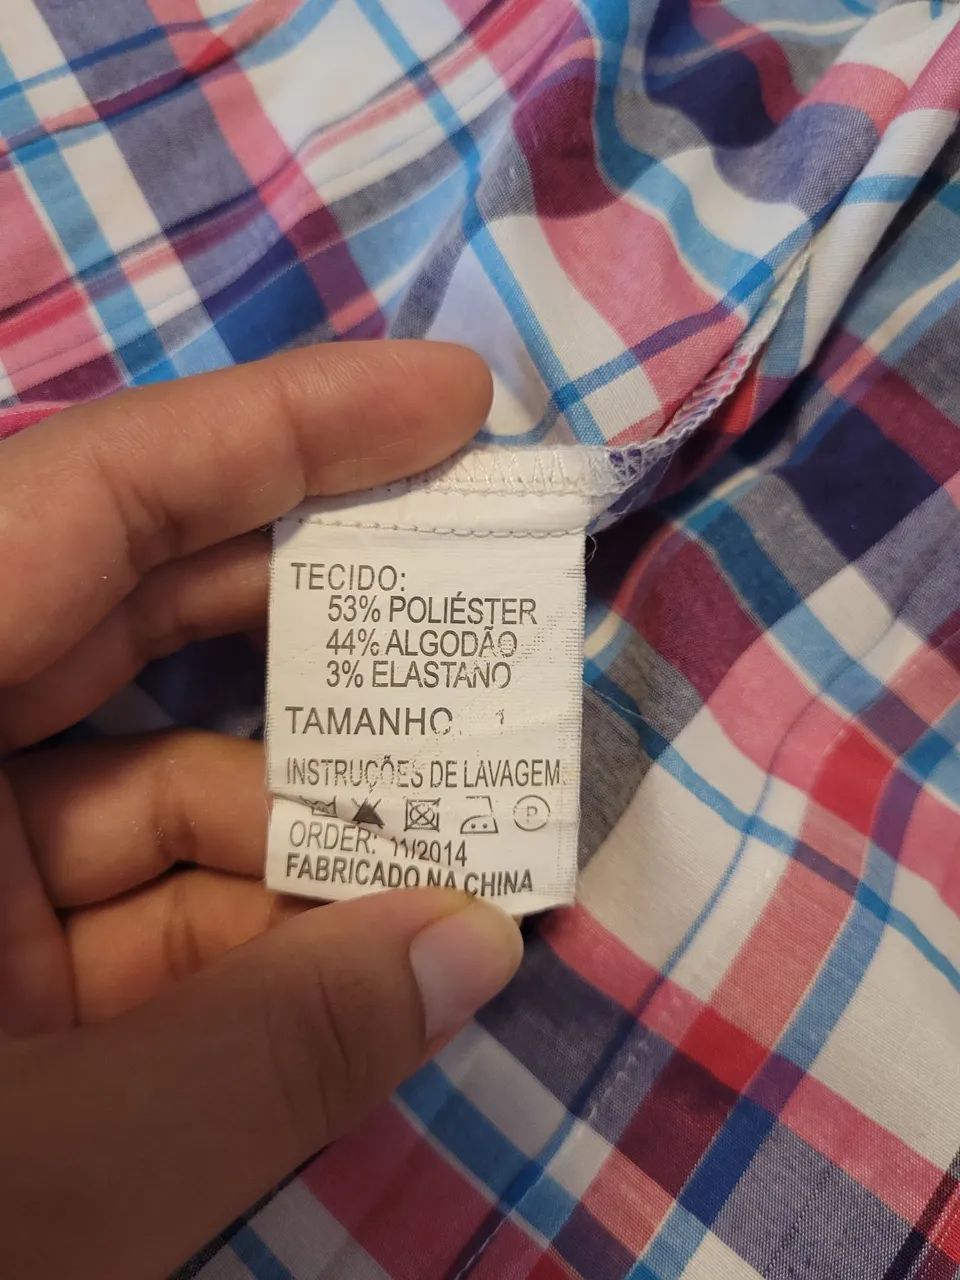 TECIDO:
53% POLIÉSTER
44% ALGODÃO
3% ELASTANO
TAMANHO
INSTRUÇÕES DE LAVAGEM
P
ORDER: 11/2014
FABRICADO NA CHINA